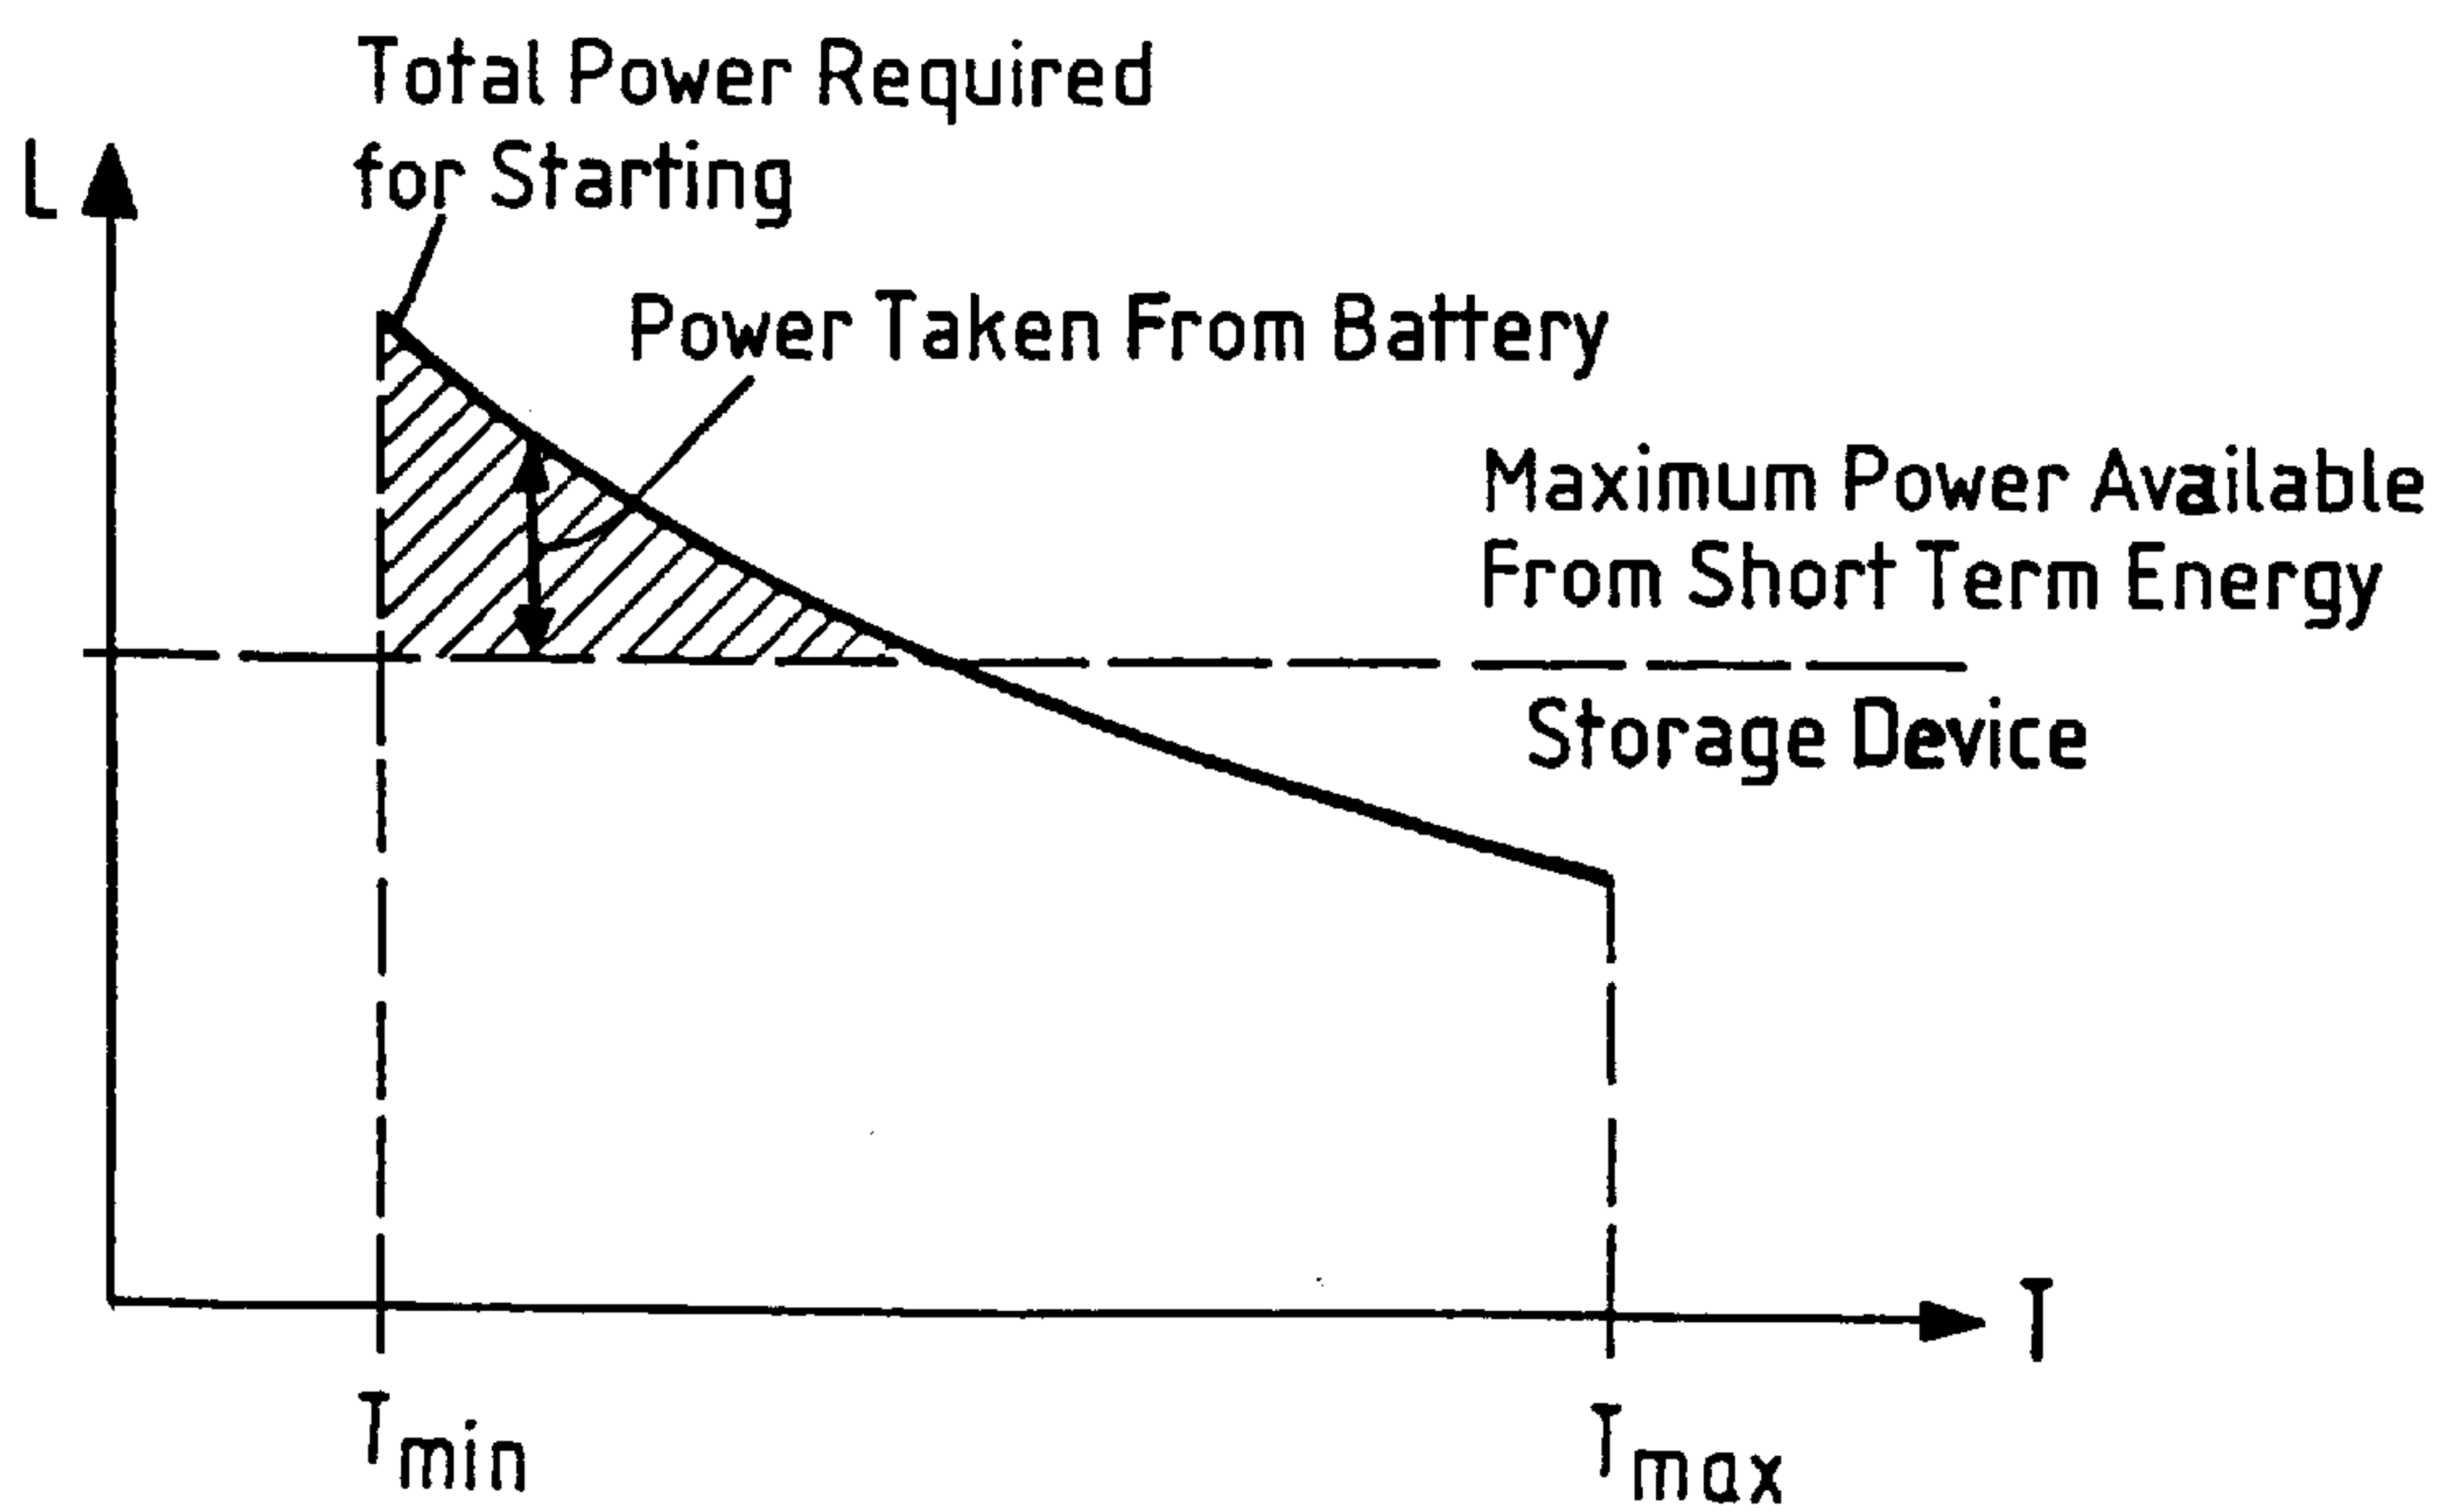 Total Power Required
for Starting
L
Power Taken From Battery
Maximum Power Available
From Short Term Energy
Storage Device
T
Tmin
Tmax